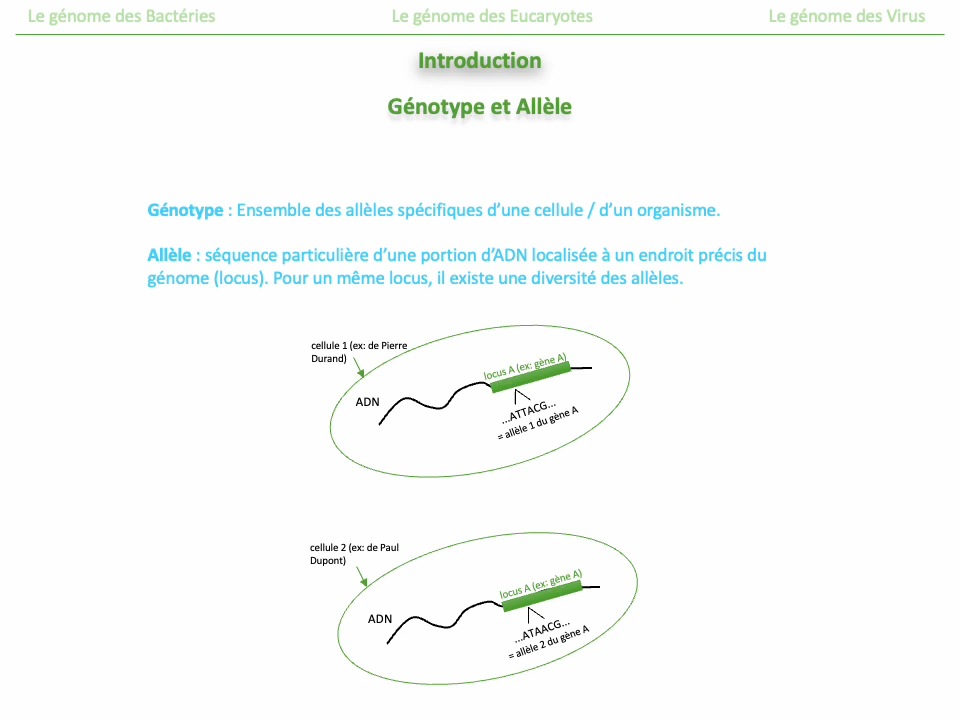 Le génome des Bactéries
Le génome des Eucaryotes
Le génome des Virus
Introduction
Génotype et Allèle
Génotype : Ensemble des allèles spécifiques d’une cellule / d’un organisme.
Allèle : séquence particulière d’une portion d’ADN localisée à un endroit précis du
génome (locus). Pour un même locus, il existe une diversité des allèles.
cellule 1 (ex: de Pierre
Durand)
locus A (ex: gène A)
ADN
...ATTACG...
= allèle 1 du gène A
cellule 2 (ex: de Paul
Dupont)
locus A (ex: gène A)
ADN
...ATAACG...
= allèle 2 du gène A